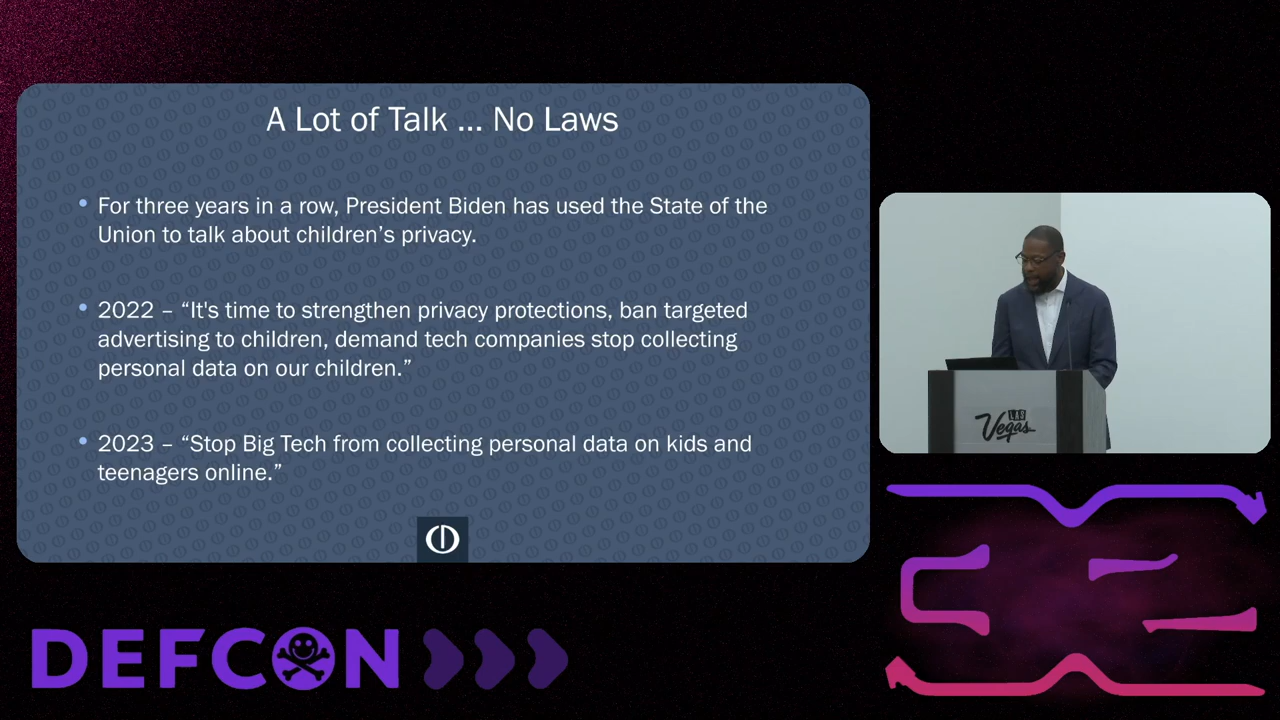 A Lot of Talk ... No Laws
• For three years in a row, President Biden has used the State of the
Union to talk about children’s privacy.
• 2022 – “It's time to strengthen privacy protections, ban targeted
advertising to children, demand tech companies stop collecting
personal data on our children.”
• 2023 – “Stop Big Tech from collecting personal data on kids and
teenagers online.”
LAS
Vegas
DEFCON